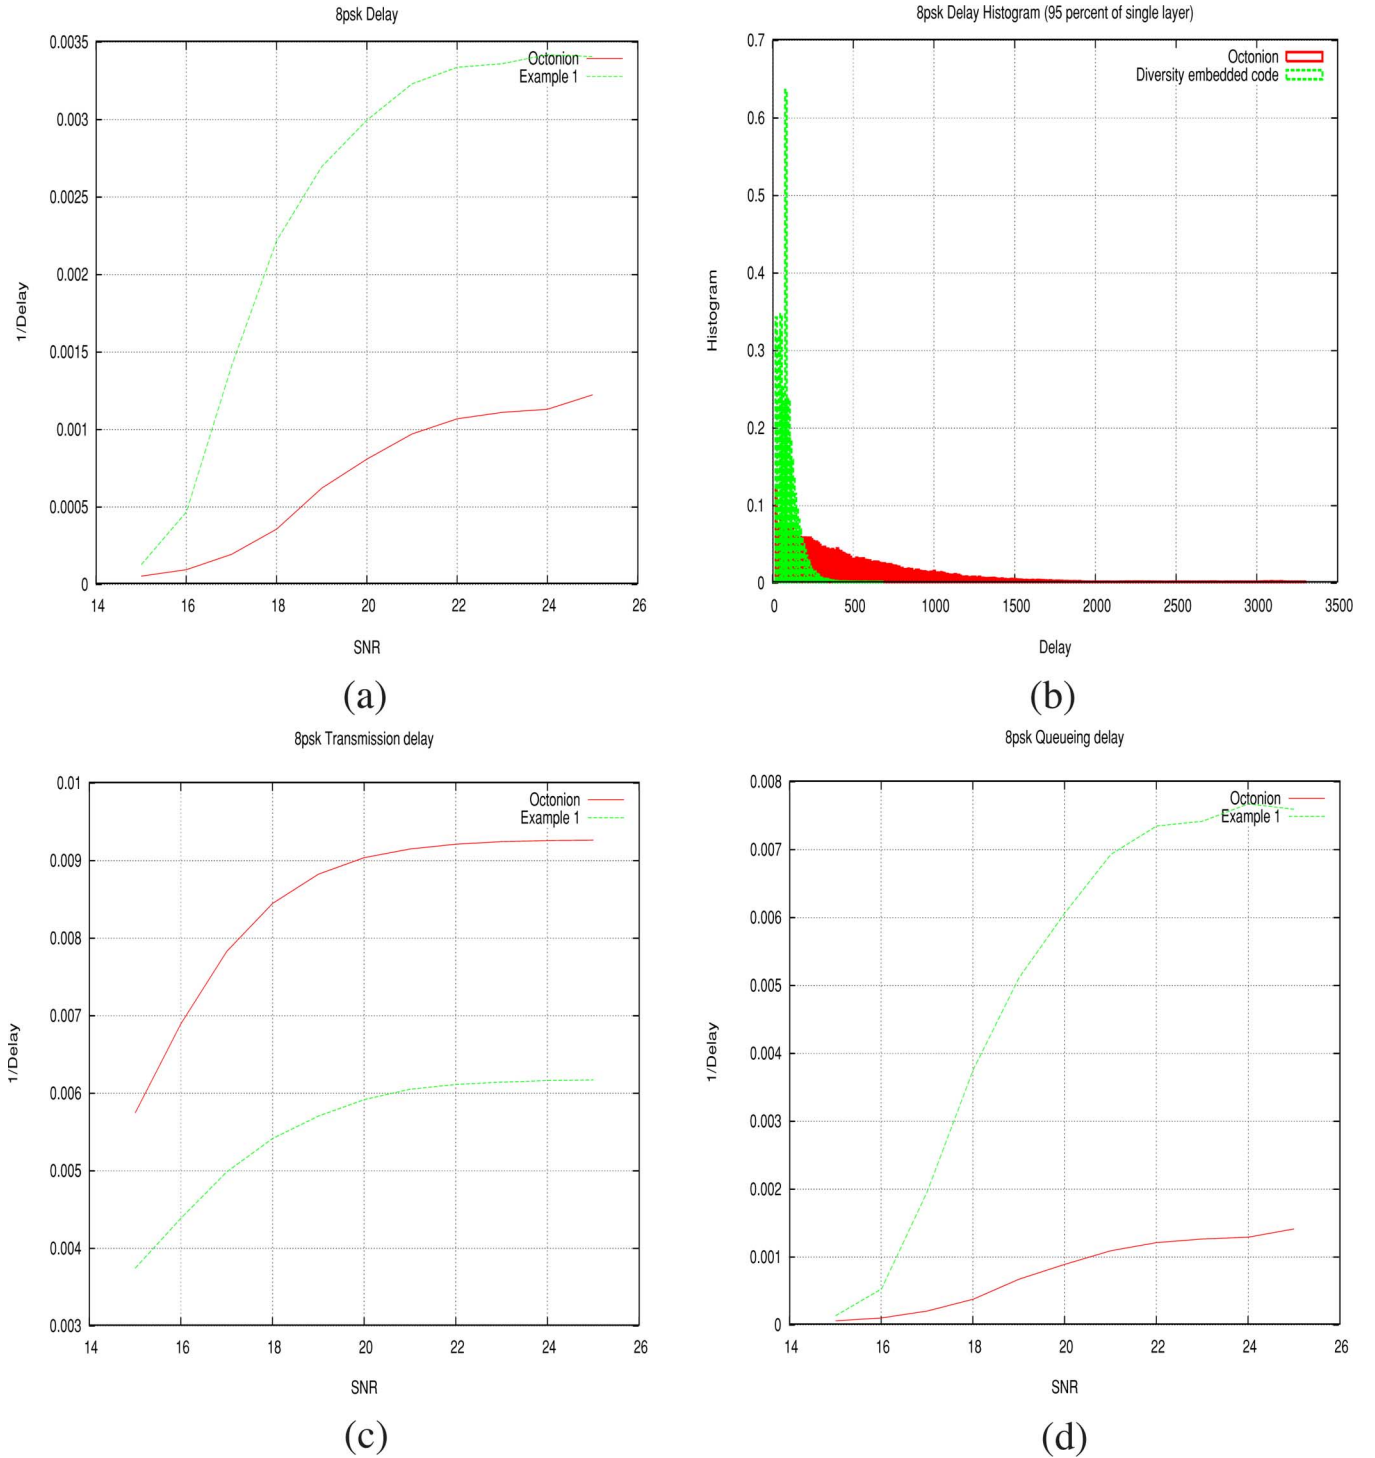 8psk Delay
0.0035
0.003
0.0025
0.002
0.0015
0.001
0.0005
0
1/Delay
14 16 18 20 22 24 26
SNR
Octonion
Example 1
(a)
8psk Delay Histogram (95 percent of single layer)
0.7
0.6
0.5
0.4
0.3
0.2
0.1
0
Histogram
0 500 1000 1500 2000 2500 3000 3500
Delay
Octonion
Diversity embedded code
(b)
8psk Transmission delay
0.01
0.009
0.008
0.007
0.006
0.005
0.004
0.003
1/Delay
14 16 18 20 22 24 26
SNR
Octonion
Example 1
(c)
8psk Queueing delay
0.008
0.007
0.006
0.005
0.004
0.003
0.002
0.001
0
1/Delay
14 16 18 20 22 24 26
SNR
Octonion
Example 1
(d)